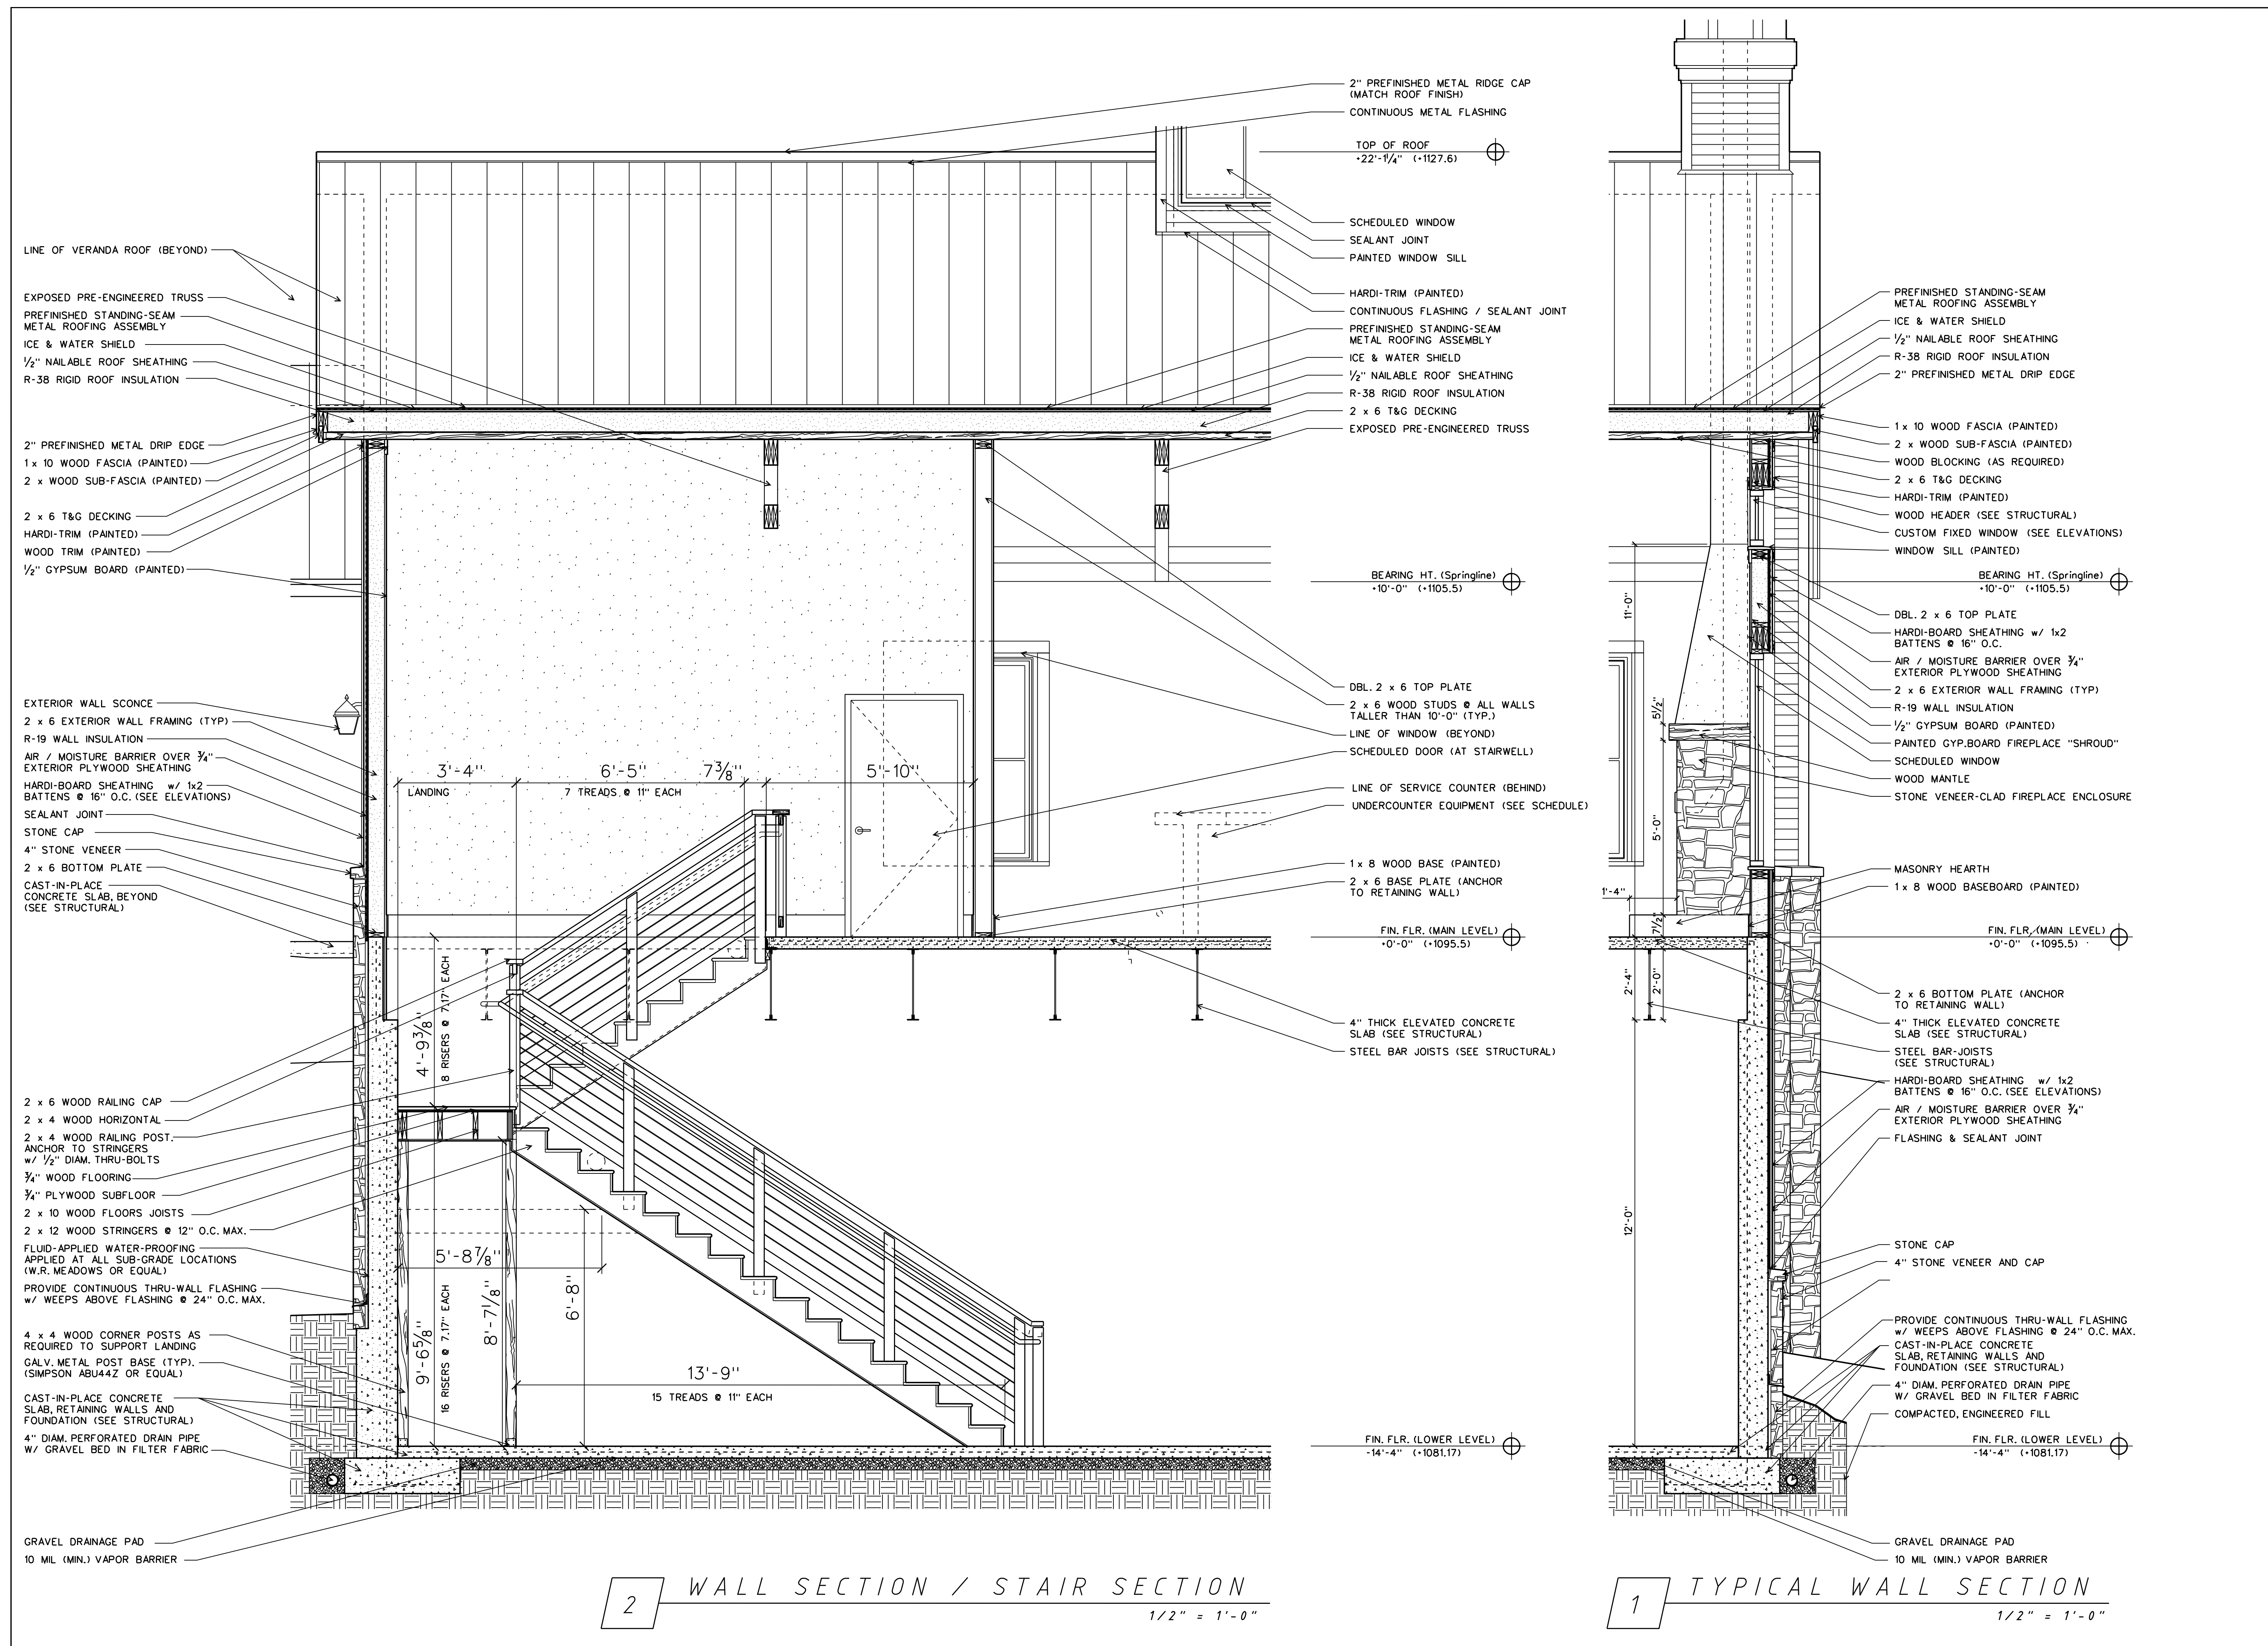 LINE OF VERANDA ROOF (BEYOND)
EXPOSED PRE-ENGINEERED TRUSS
PREFINISHED STANDING-SEAM
METAL ROOFING ASSEMBLY
ICE & WATER SHIELD
1/2" NAILABLE ROOF SHEATHING
R-38 RIGID ROOF INSULATION
2" PREFINISHED METAL DRIP EDGE
1 x 10 WOOD FASCIA (PAINTED)
2 x WOOD SUB-FASCIA (PAINTED)
2 x 6 T&G DECKING
HARDI-TRIM (PAINTED)
WOOD TRIM (PAINTED)
1/2" GYPSUM BOARD (PAINTED)
EXTERIOR WALL SCONCE
2 x 6 EXTERIOR WALL FRAMING (TYP)
R-19 WALL INSULATION
AIR / MOISTURE BARRIER OVER 3/4"
EXTERIOR PLYWOOD SHEATHING
HARDI-BOARD SHEATHING w/ 1x2
BATTENS @ 16" O.C. (SEE ELEVATIONS)
SEALANT JOINT
STONE CAP
4" STONE VENEER
2 x 6 BOTTOM PLATE
CAST-IN-PLACE
CONCRETE SLAB, BEYOND
(SEE STRUCTURAL)
2 x 6 WOOD RAILING CAP
2 x 4 WOOD HORIZONTAL
2 x 4 WOOD RAILING POST.
ANCHOR TO STRINGERS
w/ 1/2" DIAM. THRU-BOLTS
3/4" WOOD FLOORING
3/4" PLYWOOD SUBFLOOR
2 x 10 WOOD FLOORS JOISTS
2 x 12 WOOD STRINGERS @ 12" O.C. MAX.
FLUID-APPLIED WATER-PROOFING
APPLIED AT ALL SUB-GRADE LOCATIONS
(W.R. MEADOWS OR EQUAL)
PROVIDE CONTINUOUS THRU-WALL FLASHING
w/ WEEPS ABOVE FLASHING @ 24" O.C. MAX.
4 x 4 WOOD CORNER POSTS AS
REQUIRED TO SUPPORT LANDING
GALV. METAL POST BASE (TYP).
(SIMPSON ABU44Z OR EQUAL)
CAST-IN-PLACE CONCRETE
SLAB, RETAINING WALLS AND
FOUNDATION (SEE STRUCTURAL)
4" DIAM. PERFORATED DRAIN PIPE
W/ GRAVEL BED IN FILTER FABRIC
GRAVEL DRAINAGE PAD
10 MIL (MIN.) VAPOR BARRIER
3'-4"
LANDING
6'-5"
7 TREADS @ 11" EACH
7 3/8"
5'-10"
4'-9 3/8"
8 RISERS @ 7.17" EACH
5'-8 7/8"
9'-6 5/8"
16 RISERS @ 7.17" EACH
8'-7 1/8"
6'-8"
13'-9"
15 TREADS @ 11" EACH
2" PREFINISHED METAL RIDGE CAP
(MATCH ROOF FINISH)
CONTINUOUS METAL FLASHING
TOP OF ROOF
+22'-1 1/4" (+1127.6)
SCHEDULED WINDOW
SEALANT JOINT
PAINTED WINDOW SILL
HARDI-TRIM (PAINTED)
CONTINUOUS FLASHING / SEALANT JOINT
PREFINISHED STANDING-SEAM
METAL ROOFING ASSEMBLY
ICE & WATER SHIELD
1/2" NAILABLE ROOF SHEATHING
R-38 RIGID ROOF INSULATION
2 x 6 T&G DECKING
EXPOSED PRE-ENGINEERED TRUSS
BEARING HT. (Springline)
+10'-0" (+1105.5)
DBL. 2 x 6 TOP PLATE
2 x 6 WOOD STUDS @ ALL WALLS
TALLER THAN 10'-0" (TYP.)
LINE OF WINDOW (BEYOND)
SCHEDULED DOOR (AT STAIRWELL)
LINE OF SERVICE COUNTER (BEHIND)
UNDERCOUNTER EQUIPMENT (SEE SCHEDULE)
1 x 8 WOOD BASE (PAINTED)
2 x 6 BASE PLATE (ANCHOR
TO RETAINING WALL)
FIN. FLR. (MAIN LEVEL)
+0'-0" (+1095.5)
4" THICK ELEVATED CONCRETE
SLAB (SEE STRUCTURAL)
STEEL BAR JOISTS (SEE STRUCTURAL)
FIN. FLR. (LOWER LEVEL)
-14'-4" (+1081.17)
2 WALL SECTION / STAIR SECTION
1/2" = 1'-0"
11'-0"
5 1/2"
5'-0"
1'-4"
7 1/2"
2'-4"
2'-0"
12'-0"
PREFINISHED STANDING-SEAM
METAL ROOFING ASSEMBLY
ICE & WATER SHIELD
1/2" NAILABLE ROOF SHEATHING
R-38 RIGID ROOF INSULATION
2" PREFINISHED METAL DRIP EDGE
1 x 10 WOOD FASCIA (PAINTED)
2 x WOOD SUB-FASCIA (PAINTED)
WOOD BLOCKING (AS REQUIRED)
2 x 6 T&G DECKING
HARDI-TRIM (PAINTED)
WOOD HEADER (SEE STRUCTURAL)
CUSTOM FIXED WINDOW (SEE ELEVATIONS)
WINDOW SILL (PAINTED)
BEARING HT. (Springline)
+10'-0" (+1105.5)
DBL. 2 x 6 TOP PLATE
HARDI-BOARD SHEATHING w/ 1x2
BATTENS @ 16" O.C.
AIR / MOISTURE BARRIER OVER 3/4"
EXTERIOR PLYWOOD SHEATHING
2 x 6 EXTERIOR WALL FRAMING (TYP)
R-19 WALL INSULATION
1/2" GYPSUM BOARD (PAINTED)
PAINTED GYP.BOARD FIREPLACE "SHROUD"
SCHEDULED WINDOW
WOOD MANTLE
STONE VENEER-CLAD FIREPLACE ENCLOSURE
MASONRY HEARTH
1 x 8 WOOD BASEBOARD (PAINTED)
FIN. FLR. (MAIN LEVEL)
+0'-0" (+1095.5)
2 x 6 BOTTOM PLATE (ANCHOR
TO RETAINING WALL)
4" THICK ELEVATED CONCRETE
SLAB (SEE STRUCTURAL)
STEEL BAR-JOISTS
(SEE STRUCTURAL)
HARDI-BOARD SHEATHING w/ 1x2
BATTENS @ 16" O.C. (SEE ELEVATIONS)
AIR / MOISTURE BARRIER OVER 3/4"
EXTERIOR PLYWOOD SHEATHING
FLASHING & SEALANT JOINT
STONE CAP
4" STONE VENEER AND CAP
PROVIDE CONTINUOUS THRU-WALL FLASHING
w/ WEEPS ABOVE FLASHING @ 24" O.C. MAX.
CAST-IN-PLACE CONCRETE
SLAB, RETAINING WALLS AND
FOUNDATION (SEE STRUCTURAL)
4" DIAM. PERFORATED DRAIN PIPE
W/ GRAVEL BED IN FILTER FABRIC
COMPACTED, ENGINEERED FILL
FIN. FLR. (LOWER LEVEL)
-14'-4" (+1081.17)
GRAVEL DRAINAGE PAD
10 MIL (MIN.) VAPOR BARRIER
1 TYPICAL WALL SECTION
1/2" = 1'-0"